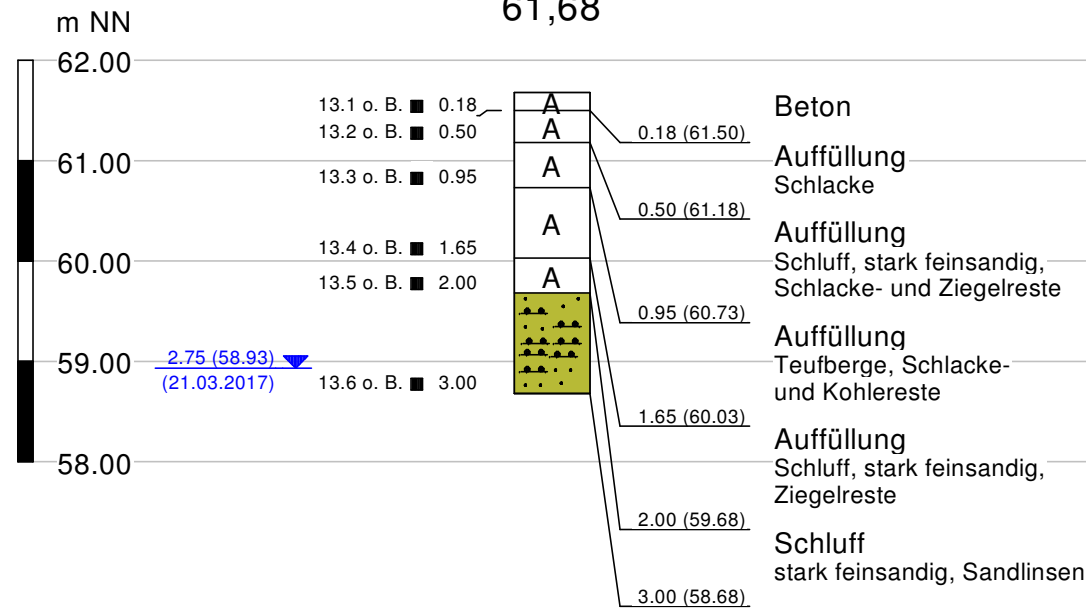 61,68
m NN
62.00
61.00
60.00
59.00
58.00
13.1 o. B. 0.18
13.2 o. B. 0.50
13.3 o. B. 0.95
13.4 o. B. 1.65
13.5 o. B. 2.00
13.6 o. B. 3.00
2.75 (58.93)
(21.03.2017)
A
A
A
A
A
Beton
0.18 (61.50)
Auffüllung
Schlacke
0.50 (61.18)
Auffüllung
Schluff, stark feinsandig,
Schlacke- und Ziegelreste
0.95 (60.73)
Auffüllung
Teufberge, Schlacke-
und Kohlereste
1.65 (60.03)
Auffüllung
Schluff, stark feinsandig,
Ziegelreste
2.00 (59.68)
Schluff
stark feinsandig, Sandlinsen
3.00 (58.68)